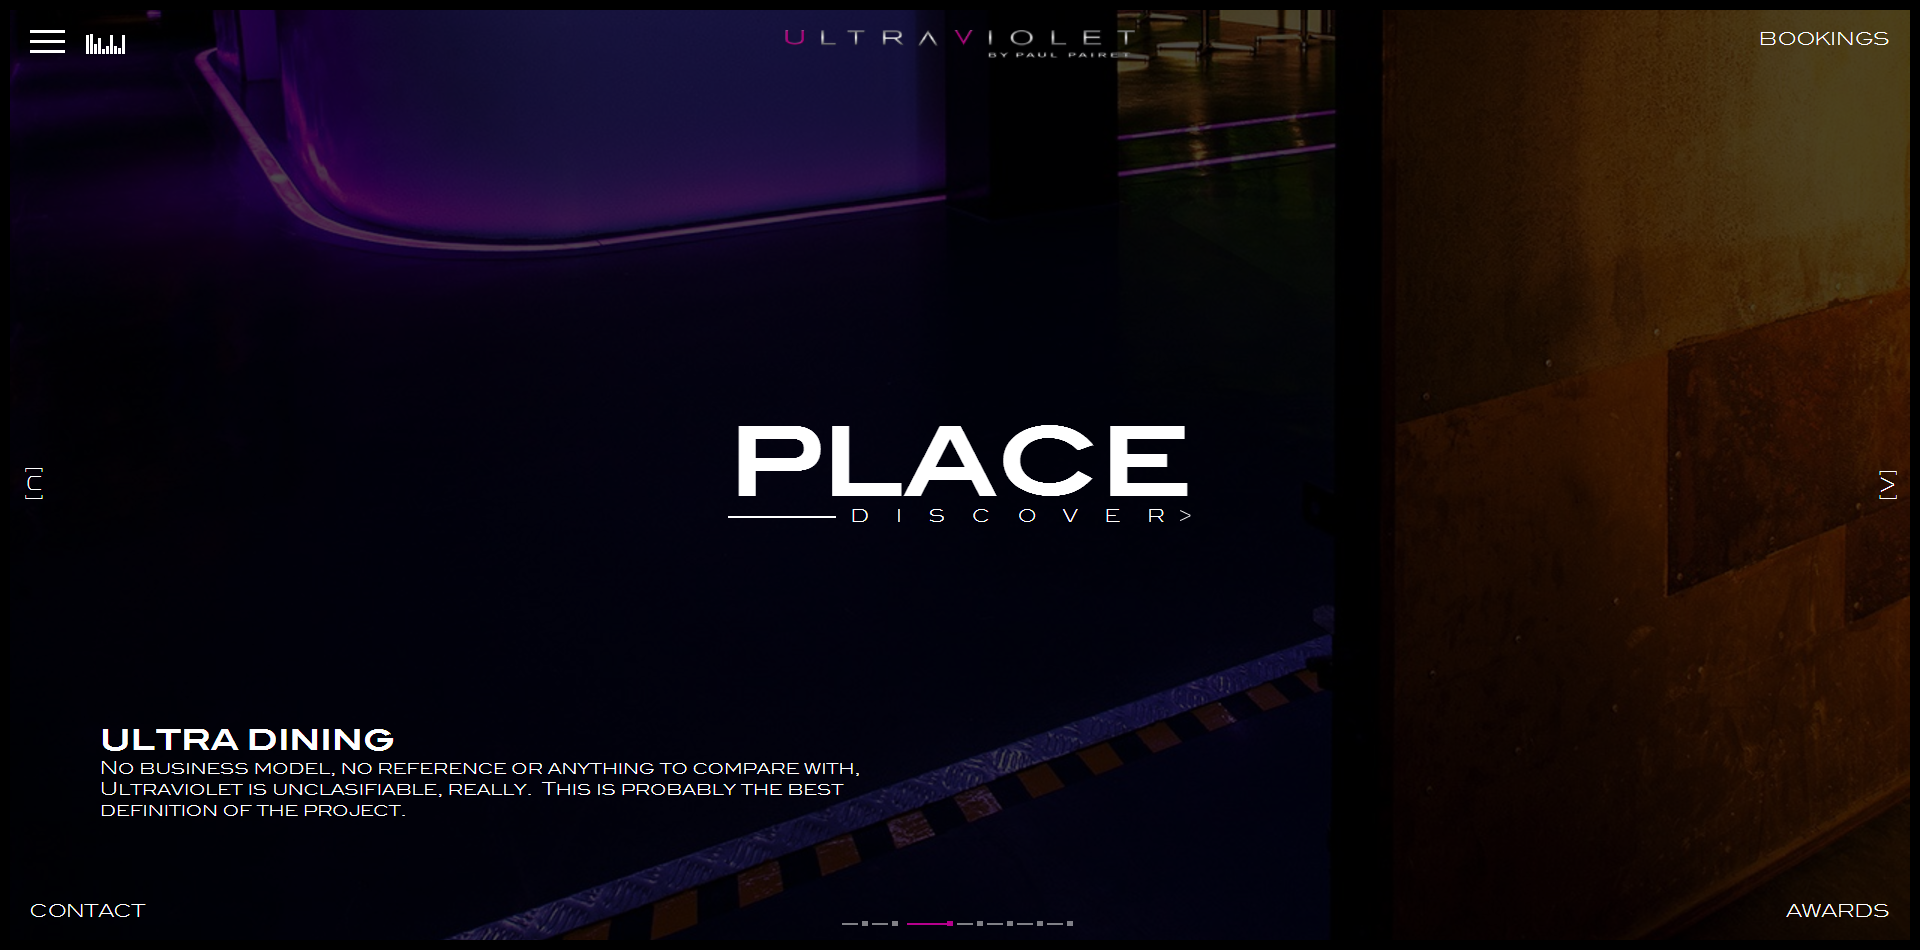 ULTRAVIOLET
BY PAUL PAIRET
BOOKINGS
[U]
[V]
PLACE
DISCOVER>
ULTRA DINING
NO BUSINESS MODEL, NO REFERENCE OR ANYTHING TO COMPARE WITH,
ULTRAVIOLET IS UNCLASIFIABLE, REALLY. THIS IS PROBABLY THE BEST
DEFINITION OF THE PROJECT.
CONTACT
AWARDS